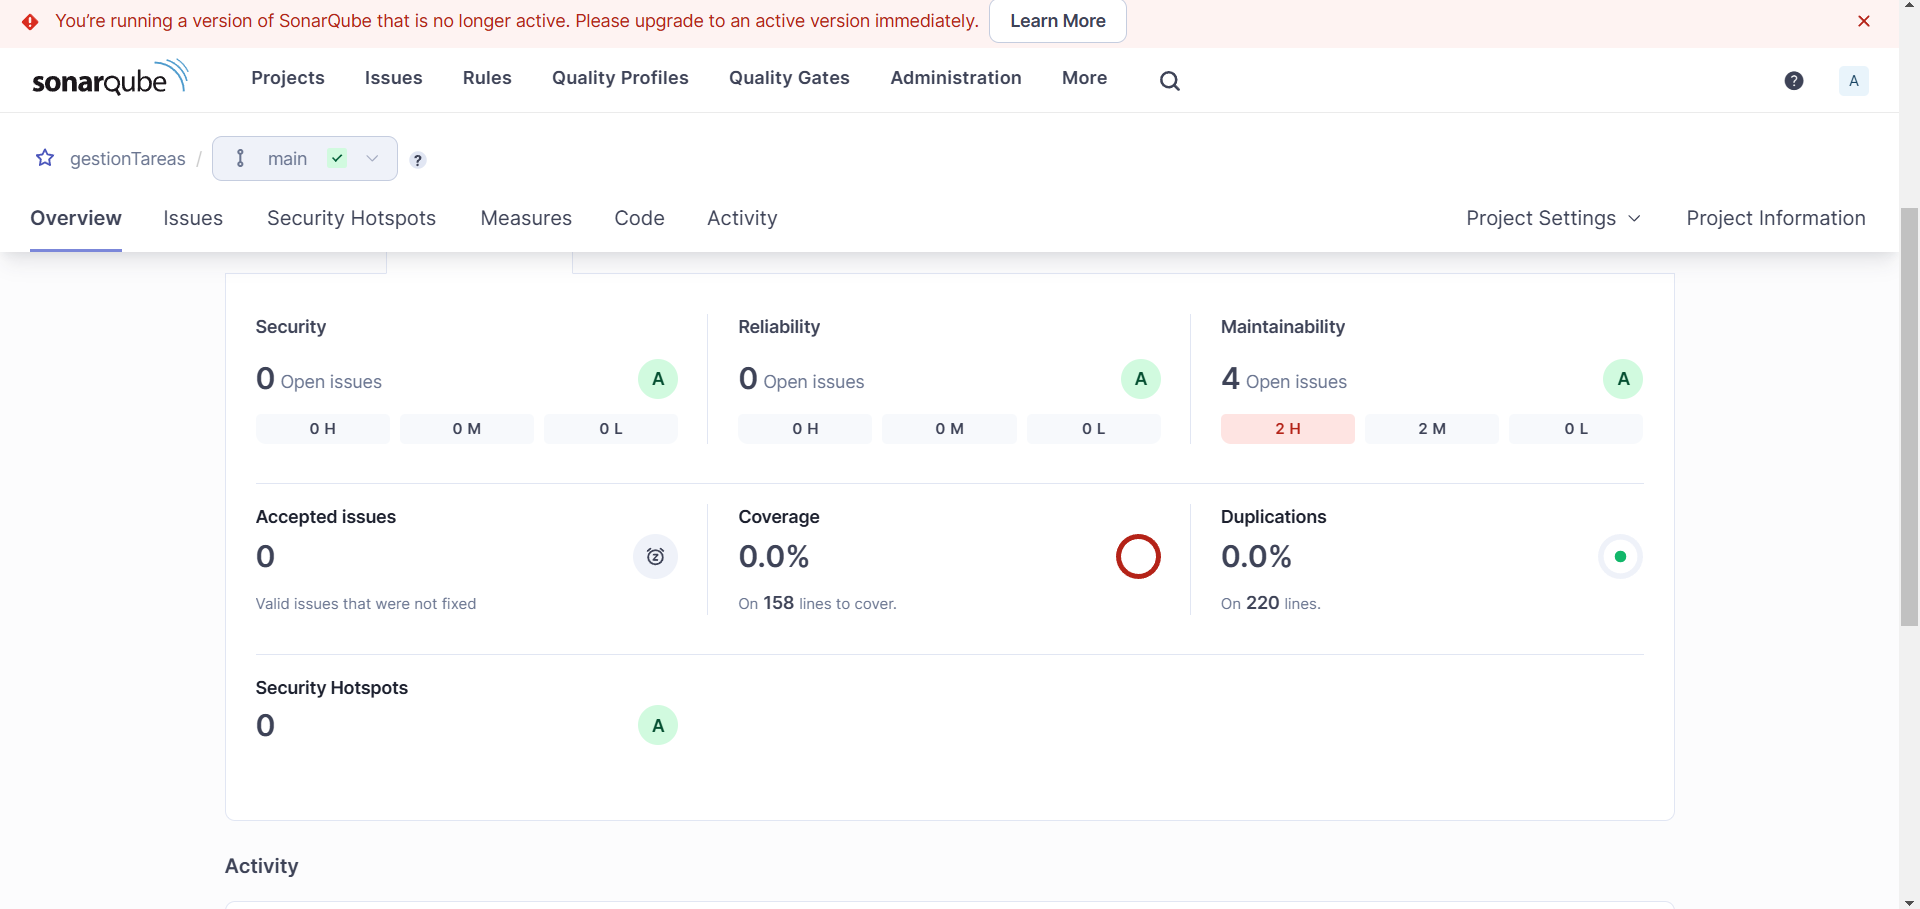 You're running a version of SonarQube that is no longer active. Please upgrade to an active version immediately. Learn More
sonarqube Projects Issues Rules Quality Profiles Quality Gates Administration More ? A
gestionTareas / main ?
Overview Issues Security Hotspots Measures Code Activity Project Settings Project Information
Security
0 Open issues A
0 H 0 M 0 L
Reliability
0 Open issues A
0 H 0 M 0 L
Maintainability
4 Open issues A
2 H 2 M 0 L
Accepted issues
0
Valid issues that were not fixed
Coverage
0.0%
On 158 lines to cover.
Duplications
0.0%
On 220 lines.
Security Hotspots
0 A
Activity